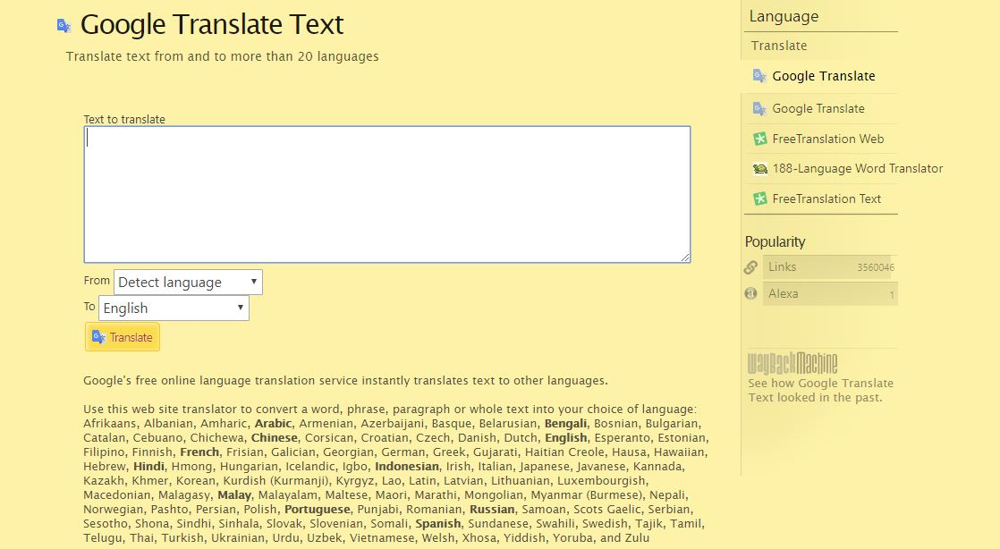 Google Translate Text
Translate text from and to more than 20 languages
Text to translate
From Detect language
To English
Translate
Google's free online language translation service instantly translates text to other languages.
Use this web site translator to convert a word, phrase, paragraph or whole text into your choice of language:
Afrikaans, Albanian, Amharic, Arabic, Armenian, Azerbaijani, Basque, Belarusian, Bengali, Bosnian, Bulgarian,
Catalan, Cebuano, Chichewa, Chinese, Corsican, Croatian, Czech, Danish, Dutch, English, Esperanto, Estonian,
Filipino, Finnish, French, Frisian, Galician, Georgian, German, Greek, Gujarati, Haitian Creole, Hausa, Hawaiian,
Hebrew, Hindi, Hmong, Hungarian, Icelandic, Igbo, Indonesian, Irish, Italian, Japanese, Javanese, Kannada,
Kazakh, Khmer, Korean, Kurdish (Kurmanji), Kyrgyz, Lao, Latin, Latvian, Lithuanian, Luxembourgish,
Macedonian, Malagasy, Malay, Malayalam, Maltese, Maori, Marathi, Mongolian, Myanmar (Burmese), Nepali,
Norwegian, Pashto, Persian, Polish, Portuguese, Punjabi, Romanian, Russian, Samoan, Scots Gaelic, Serbian,
Sesotho, Shona, Sindhi, Sinhala, Slovak, Slovenian, Somali, Spanish, Sundanese, Swahili, Swedish, Tajik, Tamil,
Telugu, Thai, Turkish, Ukrainian, Urdu, Uzbek, Vietnamese, Welsh, Xhosa, Yiddish, Yoruba, and Zulu
Language
Translate
Google Translate
Google Translate
FreeTranslation Web
188-Language Word Translator
FreeTranslation Text
Popularity
Links 3560046
Alexa 1
WayBackMachine
See how Google Translate
Text looked in the past.